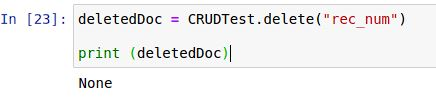 In [23]: deletedDoc = CRUDTest.delete("rec_num")
print (deletedDoc)
None